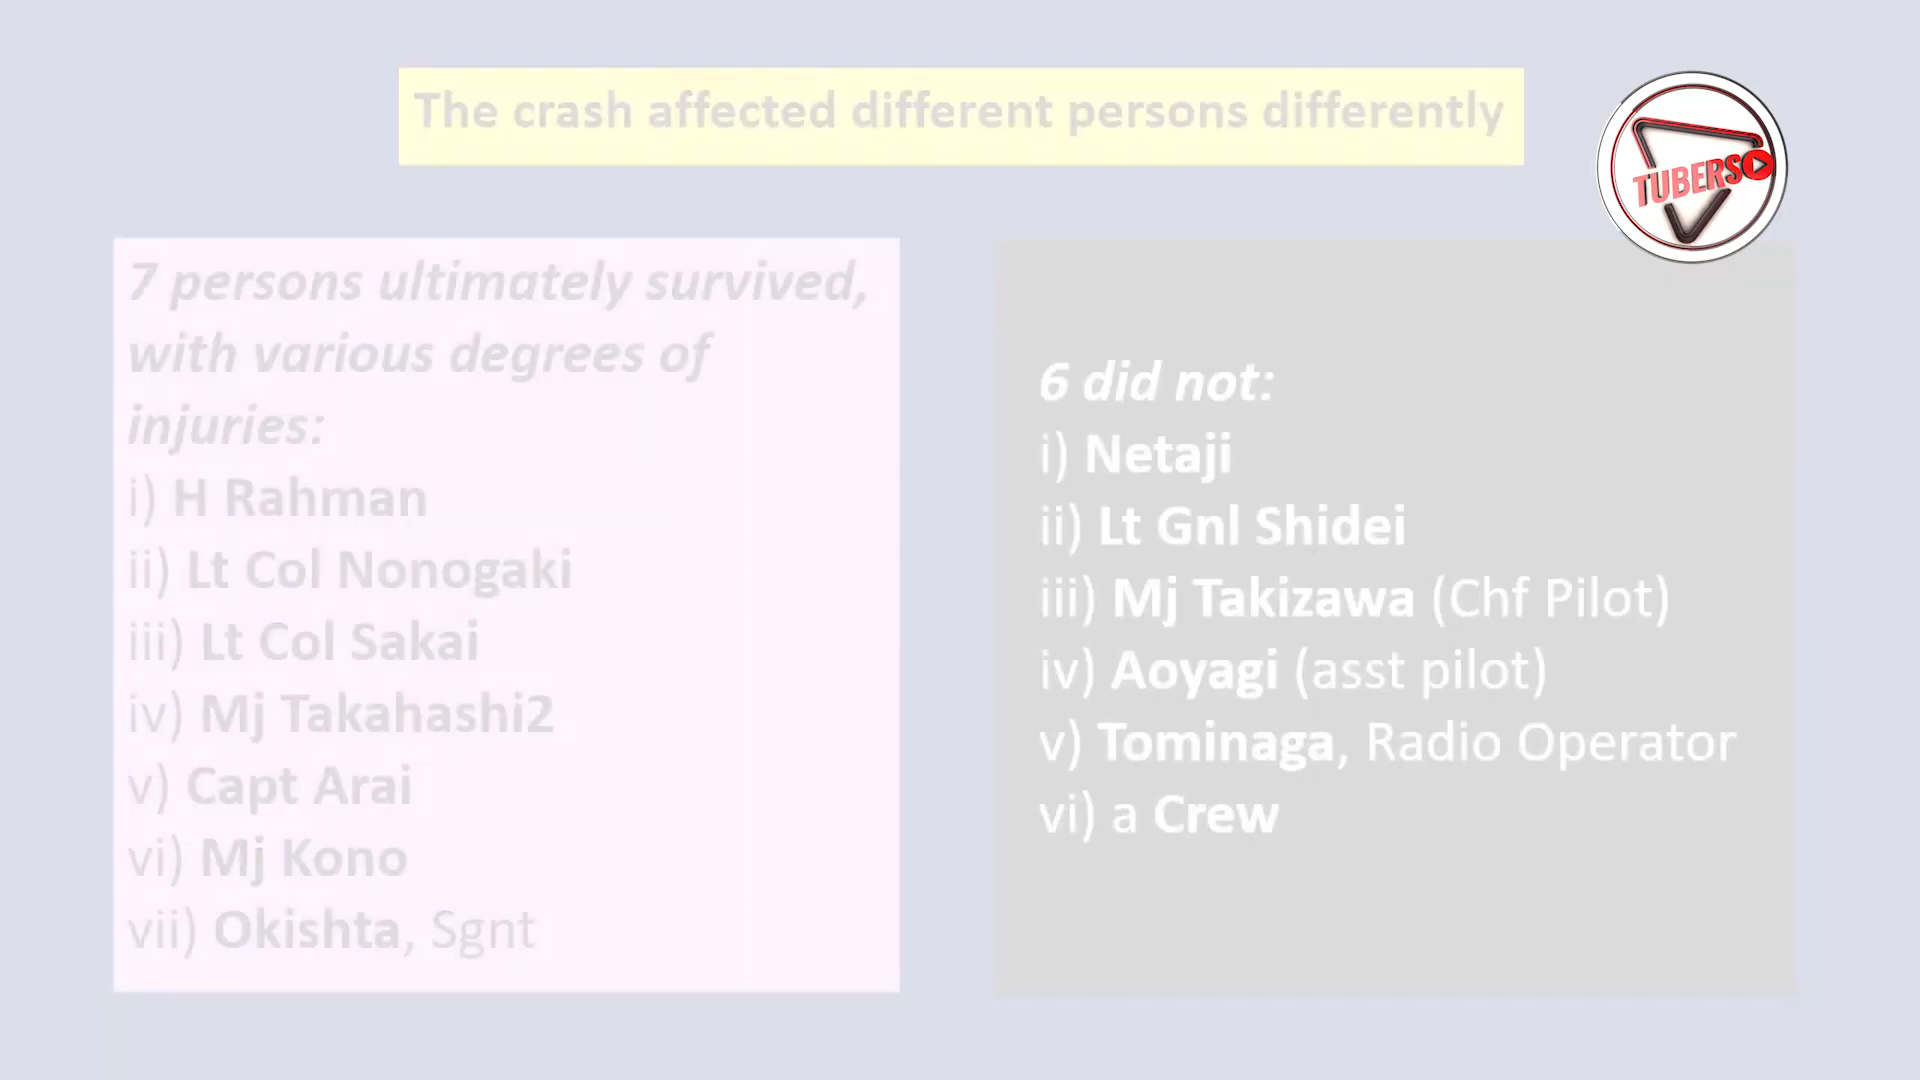 The crash affected different persons differently
TUBERS
7 persons ultimately survived,
with various degrees of
injuries:
i) H Rahman
ii) Lt Col Nonogaki
iii) Lt Col Sakai
iv) Mj Takahashi2
v) Capt Arai
vi) Mj Kono
vii) Okishta, Sgnt
6 did not:
i) Netaji
ii) Lt Gnl Shidei
iii) Mj Takizawa (Chf Pilot)
iv) Aoyagi (asst pilot)
v) Tominaga, Radio Operator
vi) a Crew